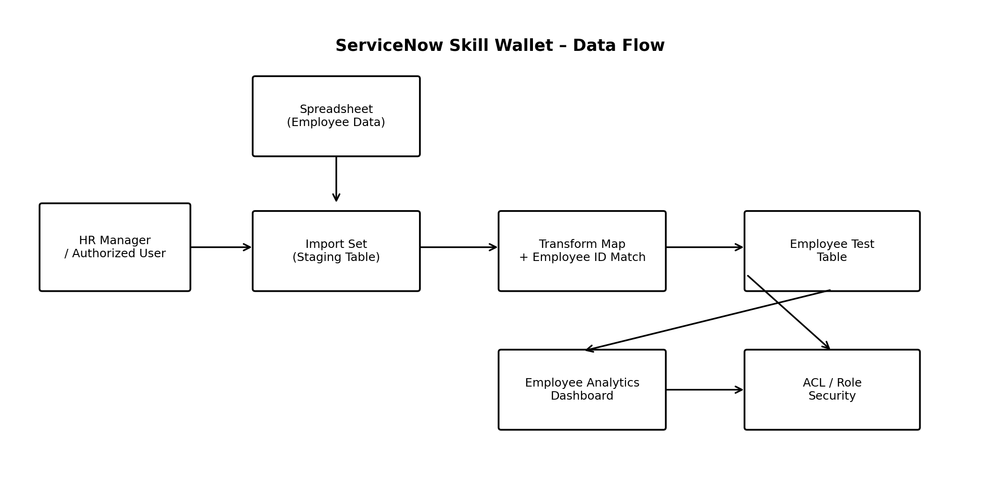 ServiceNow Skill Wallet – Data Flow
Spreadsheet
(Employee Data)
HR Manager
/ Authorized User
Import Set
(Staging Table)
Transform Map
+ Employee ID Match
Employee Test
Table
Employee Analytics
Dashboard
ACL / Role
Security